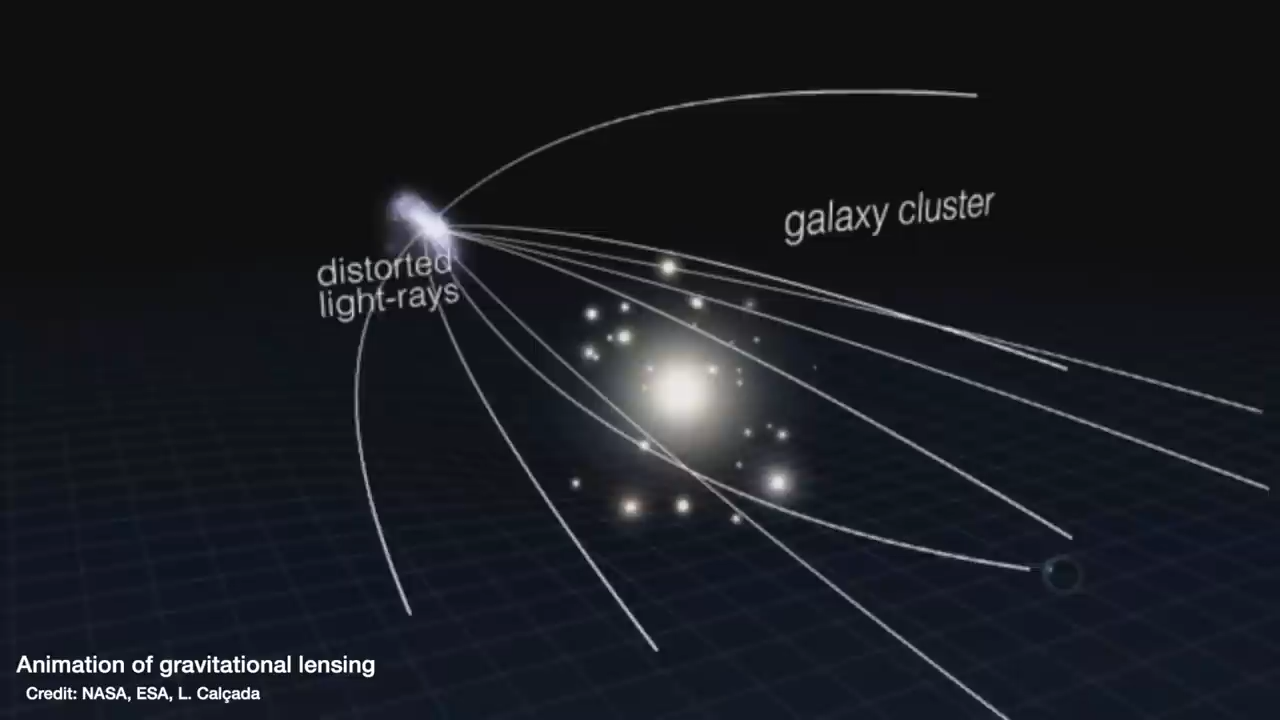 galaxy cluster
distorted
light-rays
Animation of gravitational lensing
Credit: NASA, ESA, L. Calçada